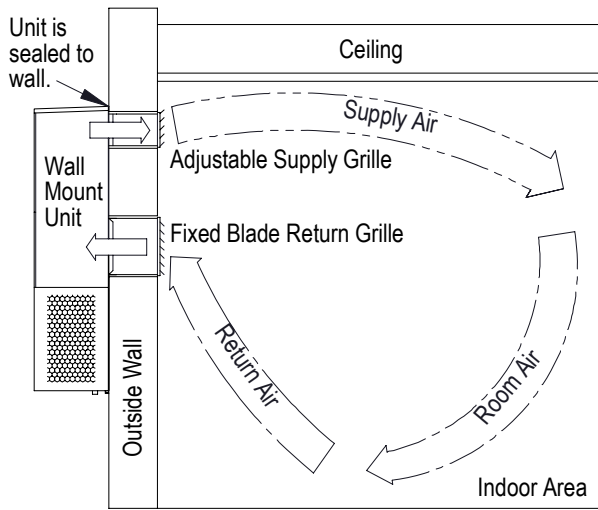 Unit is
sealed to
wall.
Ceiling
Supply Air
Adjustable Supply Grille
Wall
Mount
Unit
Fixed Blade Return Grille
Return Air
Room Air
Outside Wall
Indoor Area